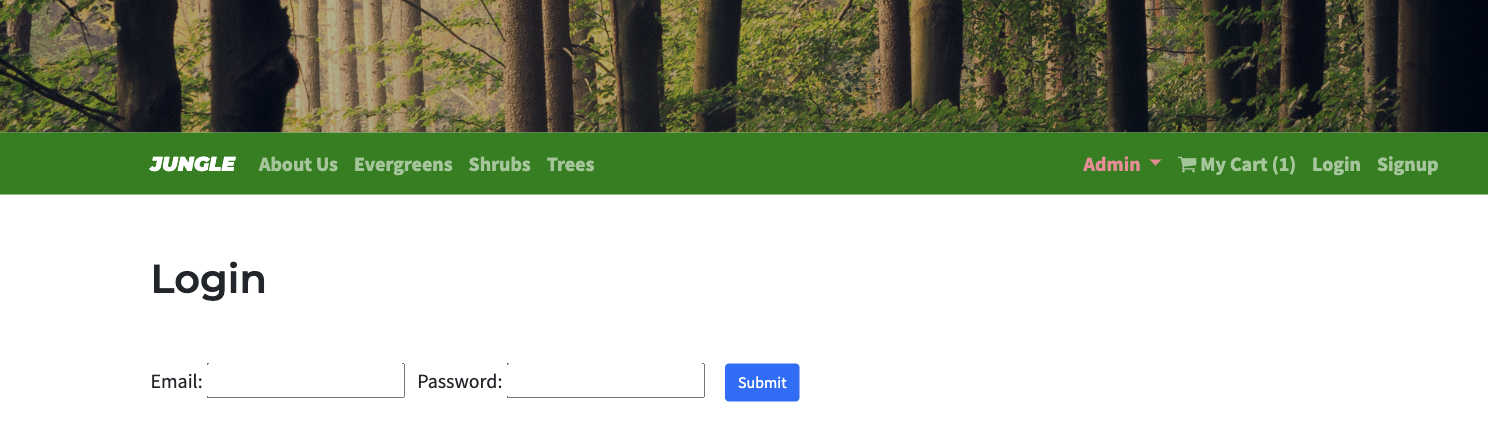 JUNGLE About Us Evergreens Shrubs Trees Admin My Cart (1) Login Signup
Login
Email: Password: Submit